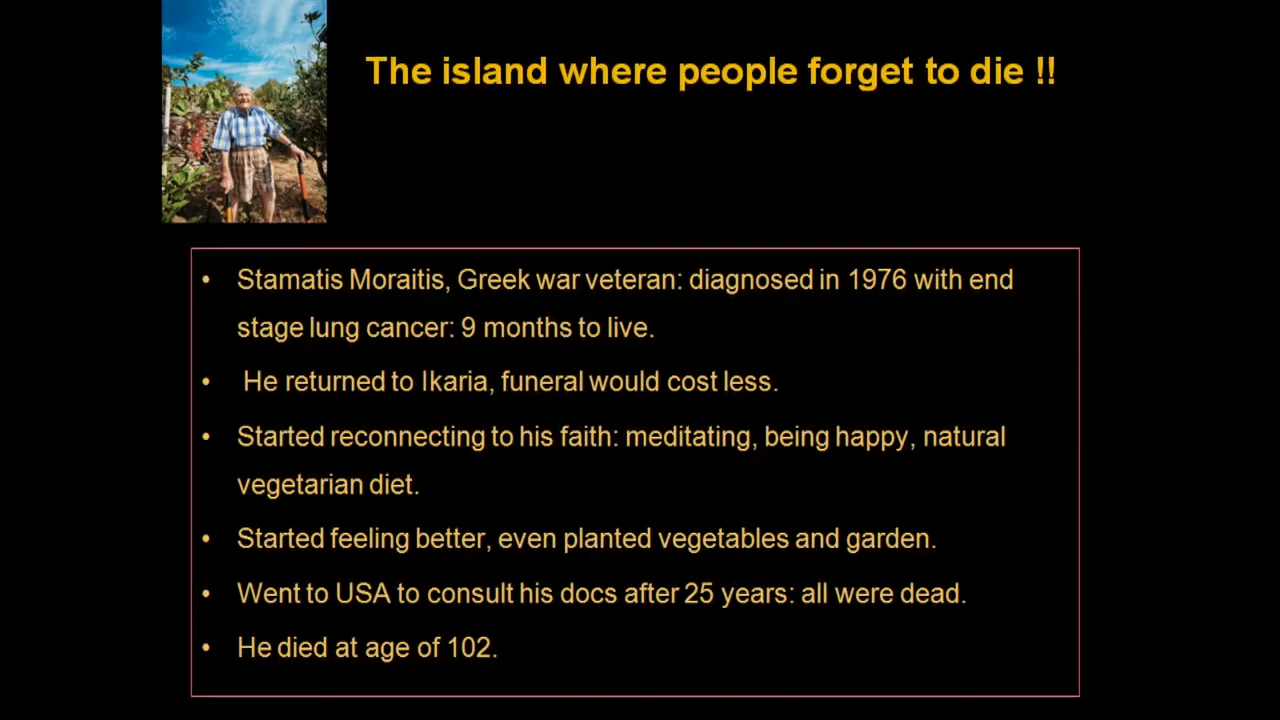 The island where people forget to die !!
• Stamatis Moraitis, Greek war veteran: diagnosed in 1976 with end
stage lung cancer: 9 months to live.
• He returned to Ikaria, funeral would cost less.
• Started reconnecting to his faith: meditating, being happy, natural
vegetarian diet.
• Started feeling better, even planted vegetables and garden.
• Went to USA to consult his docs after 25 years: all were dead.
• He died at age of 102.